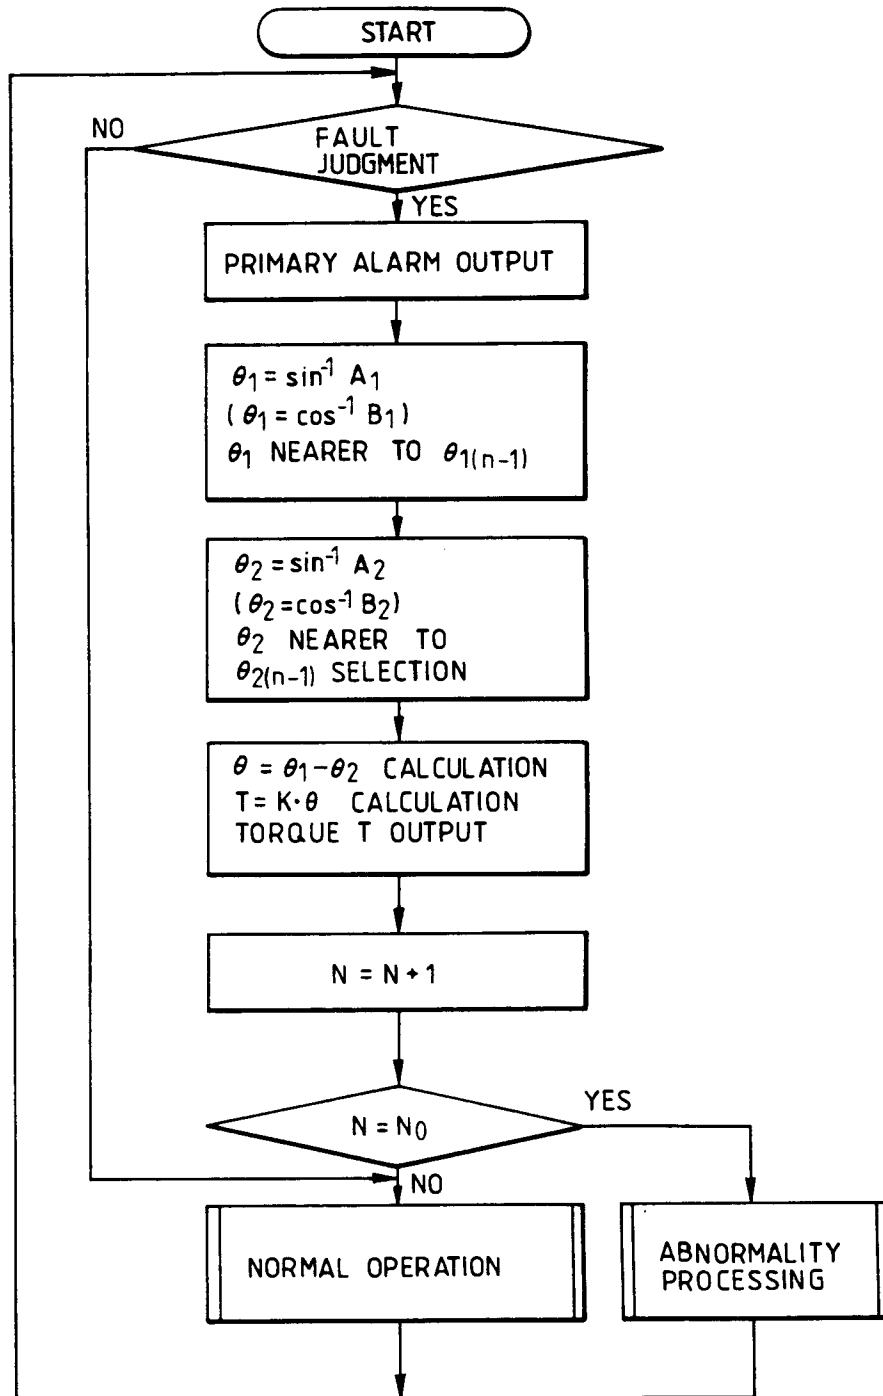 START
NO
FAULT
JUDGMENT
YES
PRIMARY ALARM OUTPUT
θ₁ = sin⁻¹ A₁
(θ₁ = cos⁻¹ B₁)
θ₁ NEARER TO θ₁₍ₙ₋₁₎
θ₂ = sin⁻¹ A₂
(θ₂ = cos⁻¹ B₂)
θ₂ NEARER TO
θ₂₍ₙ₋₁₎ SELECTION
θ = θ₁ − θ₂ CALCULATION
T = K·θ CALCULATION
TORQUE T OUTPUT
N = N + 1
N = N₀
YES
NO
NORMAL OPERATION
ABNORMALITY
PROCESSING